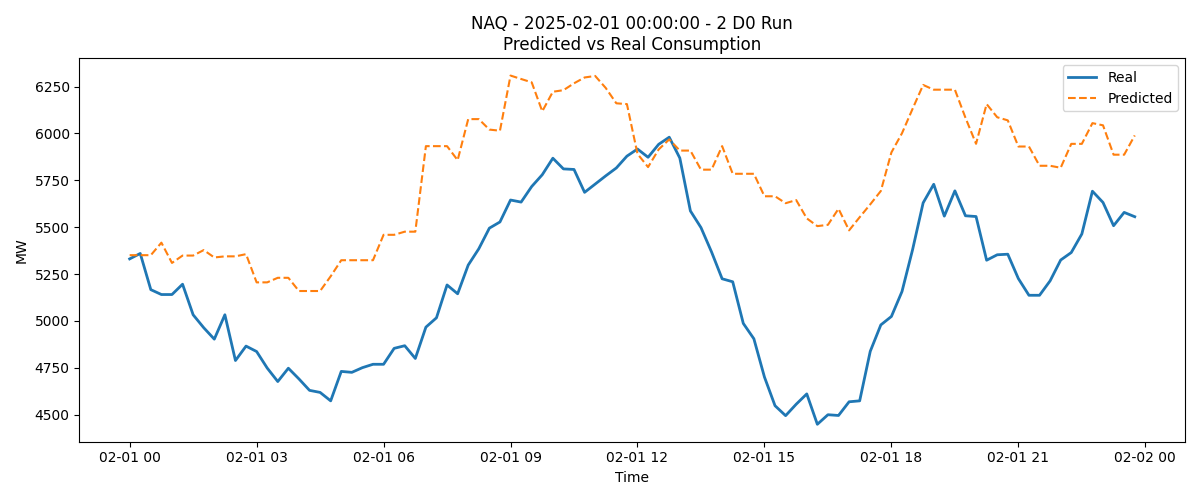 NAQ - 2025-02-01 00:00:00 - 2 D0 Run
Predicted vs Real Consumption
Real
Predicted
6250
6000
5750
5500
5250
5000
4750
4500
MW
02-01 00
02-01 03
02-01 06
02-01 09
02-01 12
02-01 15
02-01 18
02-01 21
02-02 00
Time